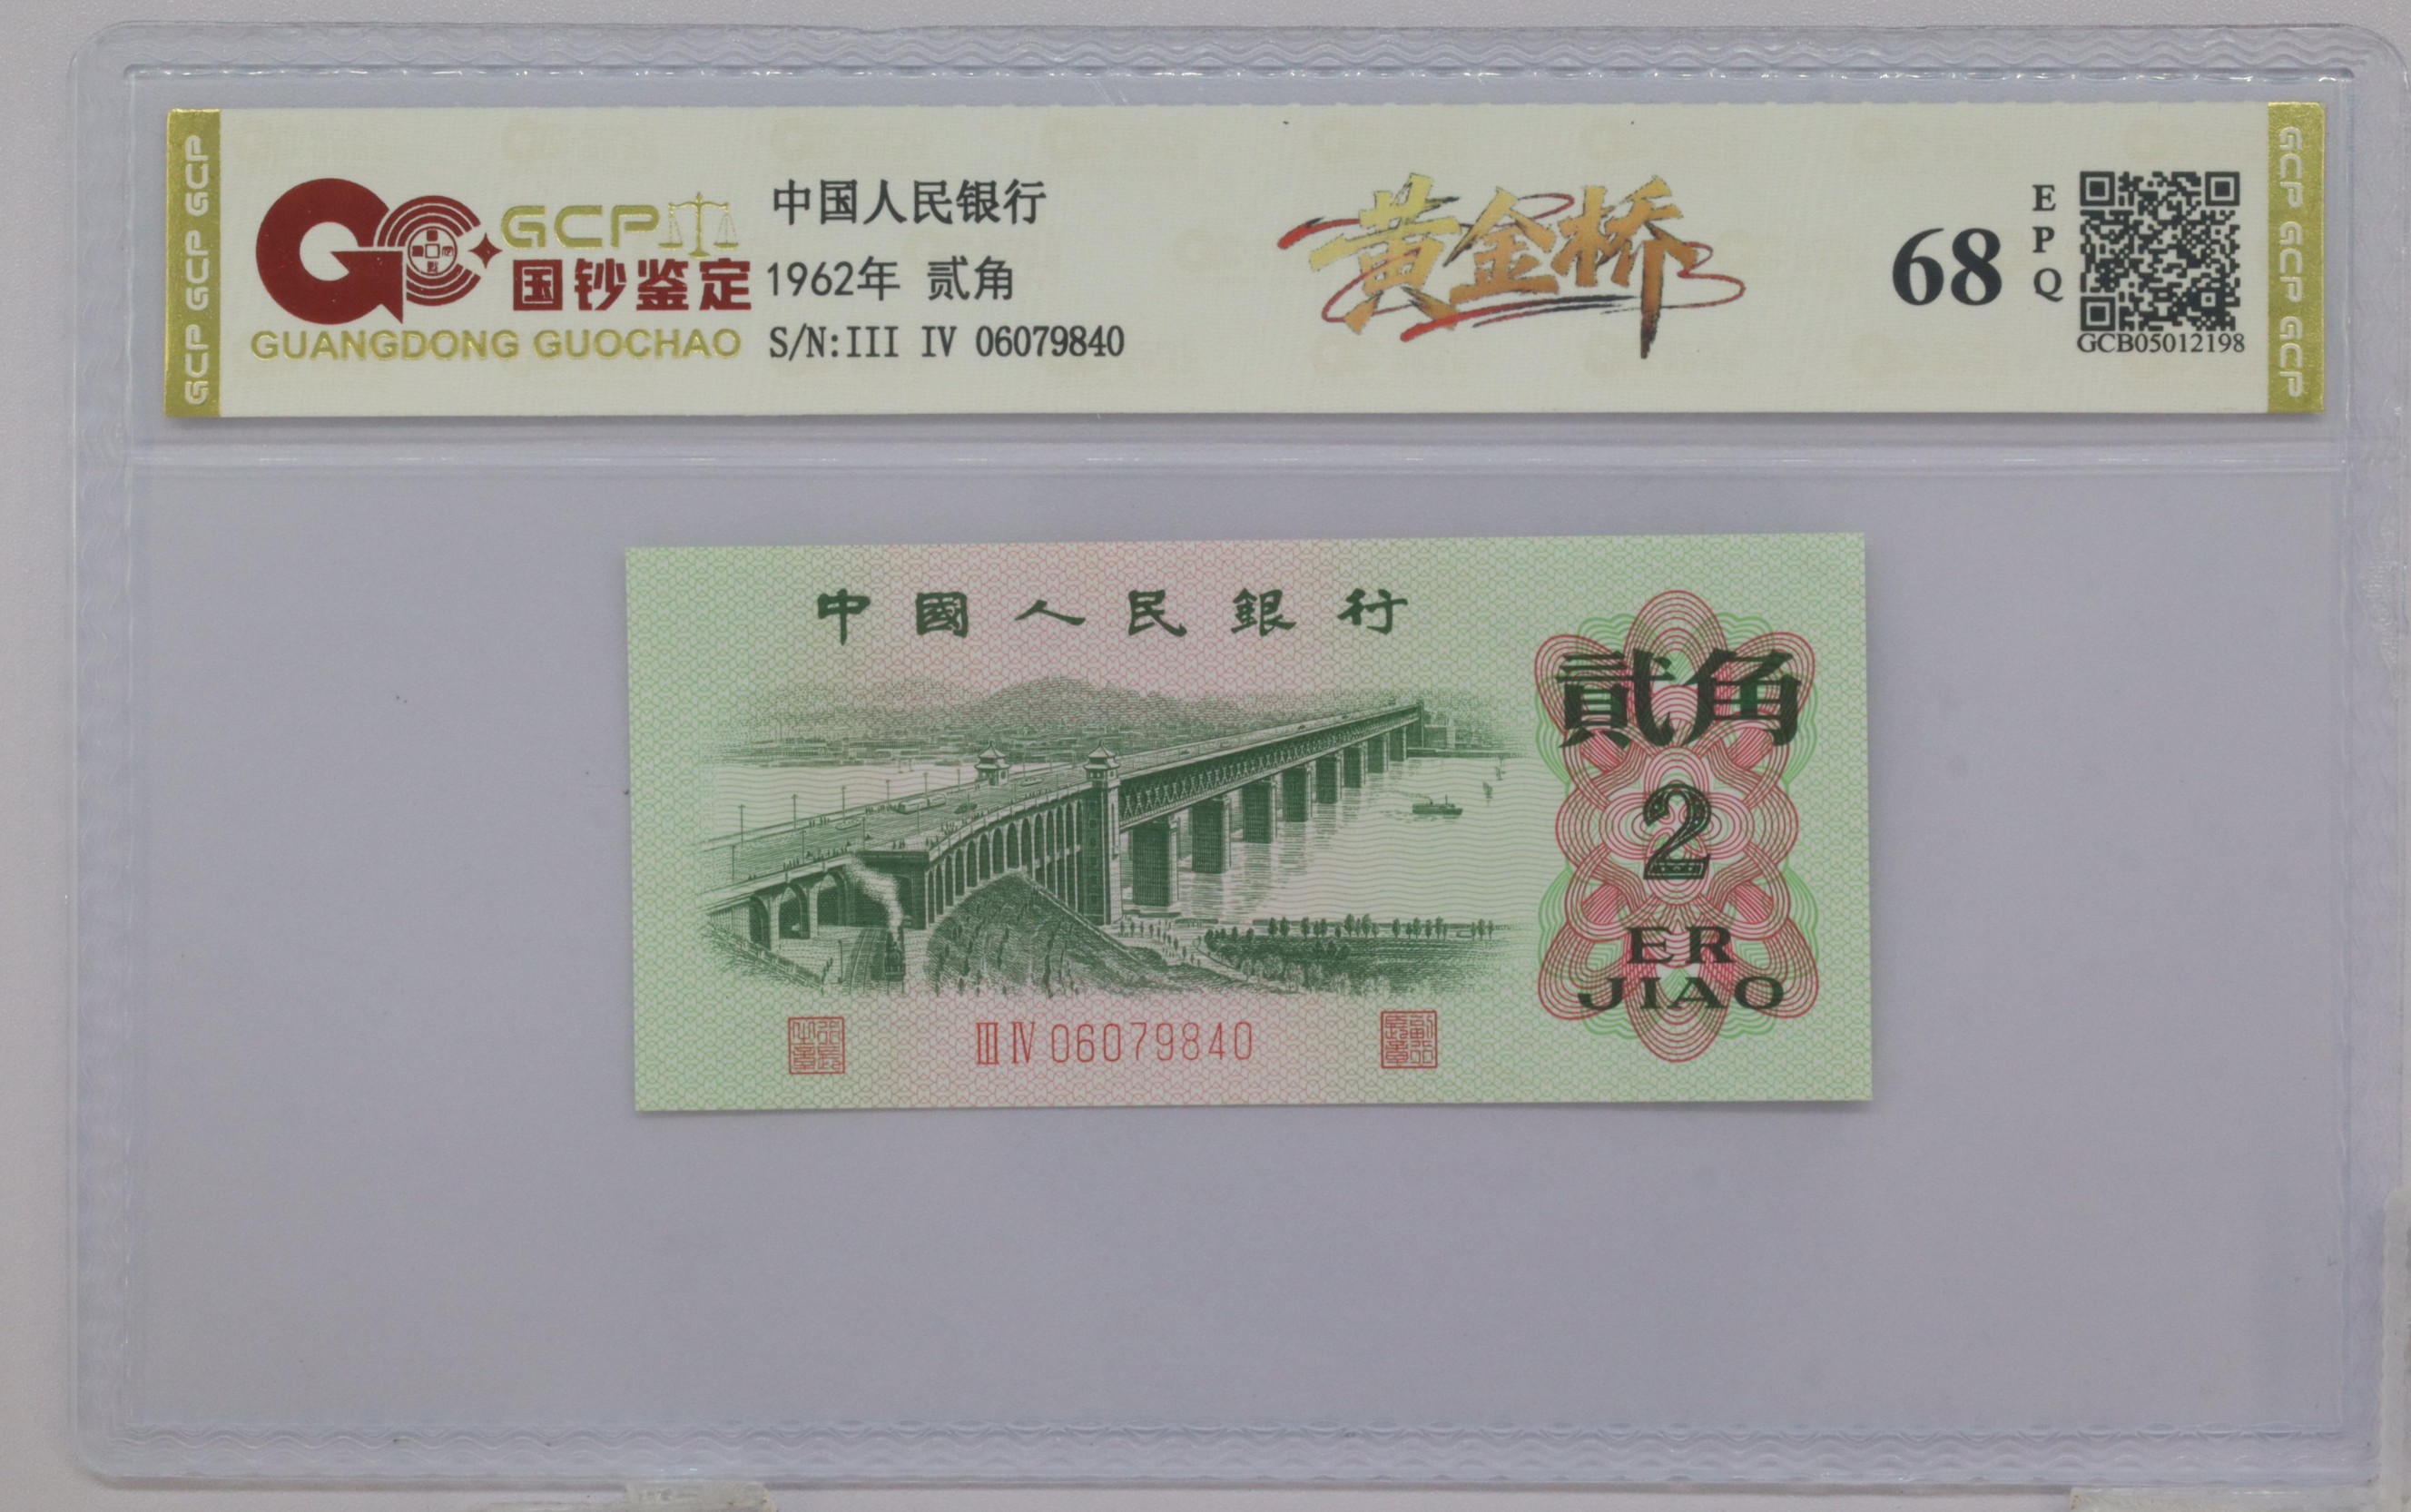 GCP GCP GCP
GCP
国钞鉴定
GUANGDONG GUOCHAO
中国人民银行
1962年 贰角
S/N:III IV 06079840
黄金桥
68
EPQ
GCB05012198
GCP GCP GCP
中國人民銀行
貳角
2
ER
JIAO
III IV 06079840